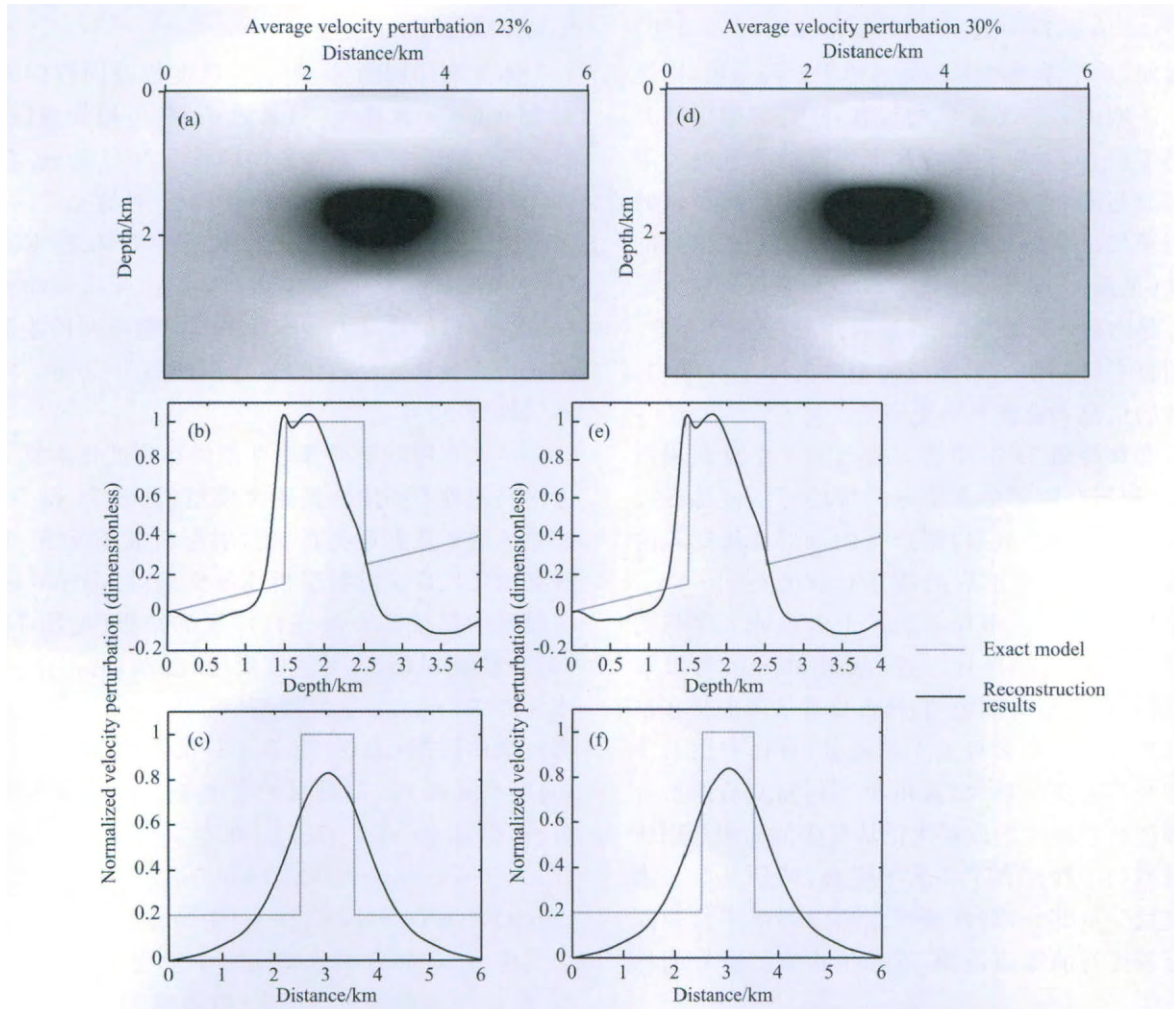 Average velocity perturbation 23%
Distance/km
0 2 4 6
0
2
Depth/km
(a)
Average velocity perturbation 30%
Distance/km
0 2 4 6
0
2
Depth/km
(d)
Normalized velocity perturbation (dimensionless)
(b)
1
0.8
0.6
0.4
0.2
0
-0.2
0 0.5 1 1.5 2 2.5 3 3.5 4
Depth/km
(c)
1
0.8
0.6
0.4
0.2
0
0 1 2 3 4 5 6
Distance/km
Normalized velocity perturbation (dimensionless)
(e)
1
0.8
0.6
0.4
0.2
0
-0.2
0 0.5 1 1.5 2 2.5 3 3.5 4
Depth/km
(f)
1
0.8
0.6
0.4
0.2
0
0 1 2 3 4 5 6
Distance/km
Exact model
Reconstruction
results